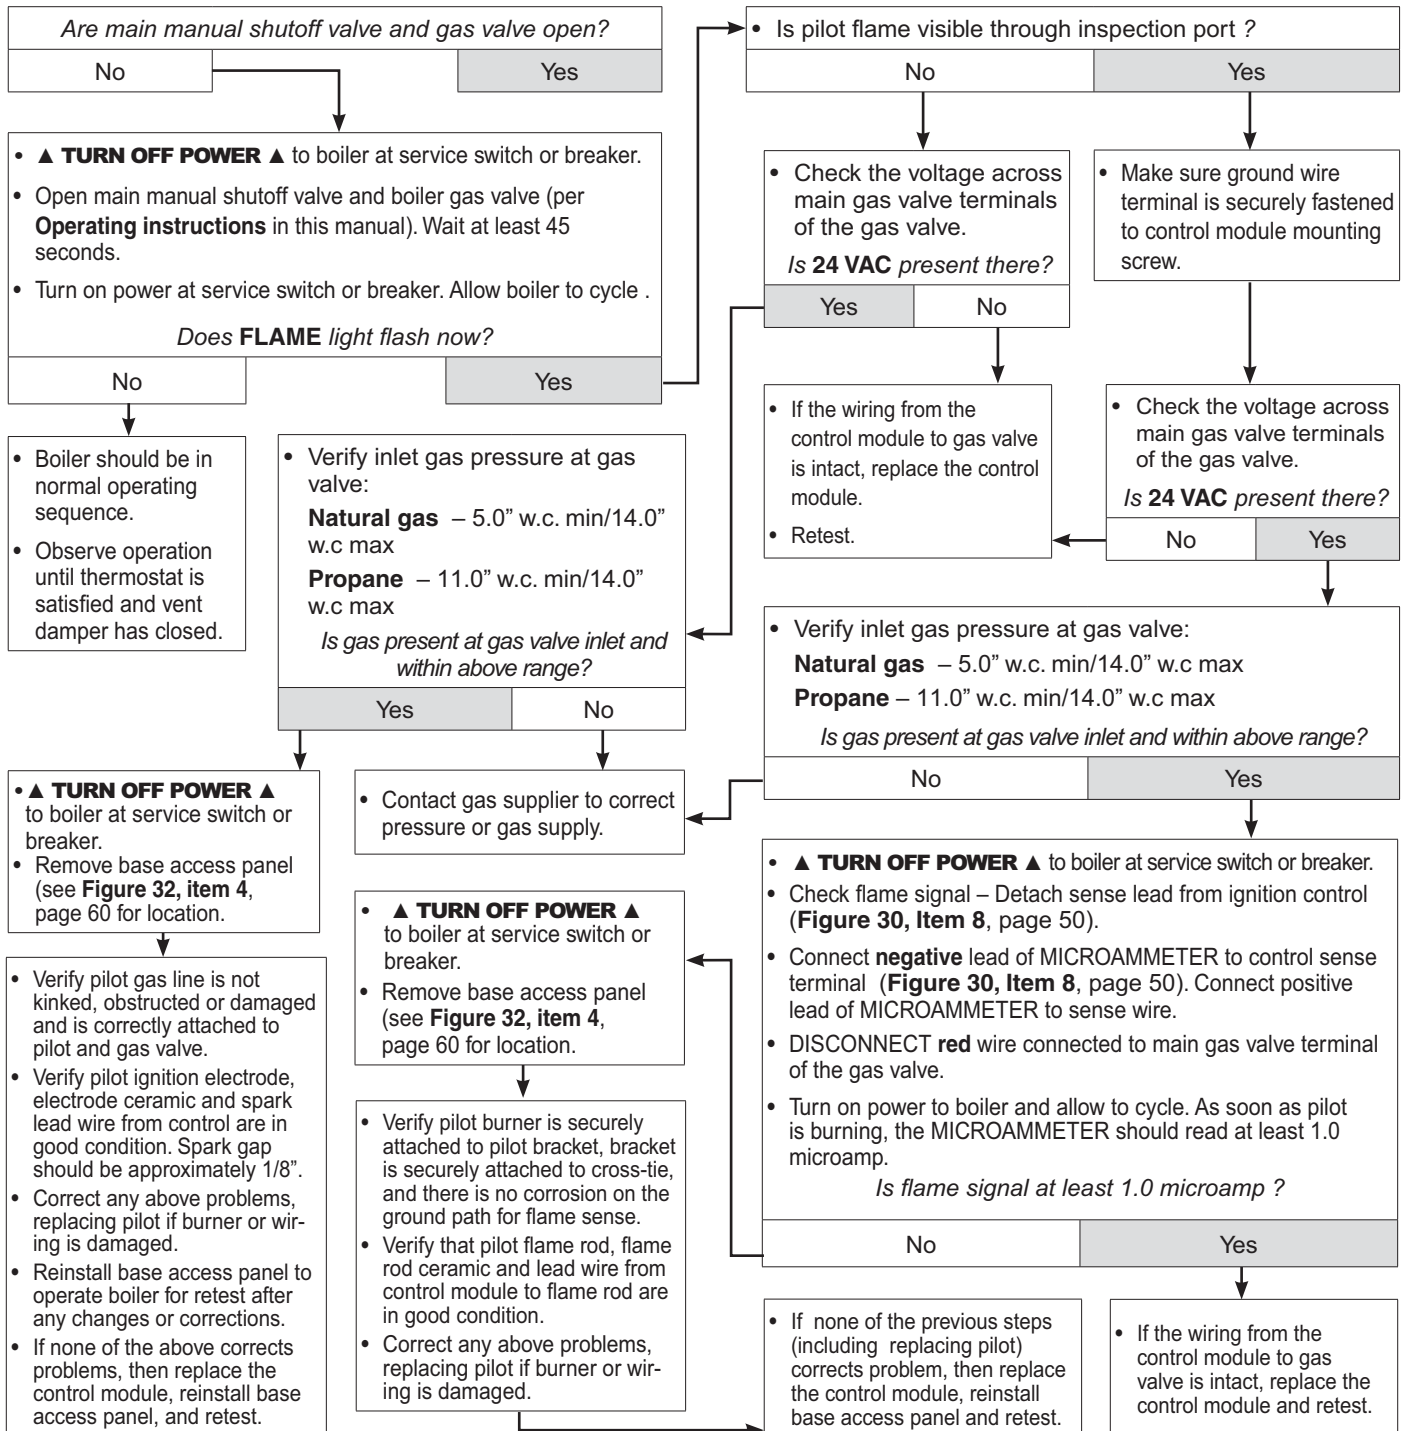 Are main manual shutoff valve and gas valve open?
No
Yes
• ▲ TURN OFF POWER ▲ to boiler at service switch or breaker.
• Open main manual shutoff valve and boiler gas valve (per
Operating instructions in this manual). Wait at least 45
seconds.
• Turn on power at service switch or breaker. Allow boiler to cycle .
Does FLAME light flash now?
No
Yes
• Boiler should be in
normal operating
sequence.
• Observe operation
until thermostat is
satisfied and vent
damper has closed.
• Is pilot flame visible through inspection port ?
No
Yes
• Check the voltage across
main gas valve terminals
of the gas valve.
Is 24 VAC present there?
Yes
No
• Make sure ground wire
terminal is securely fastened
to control module mounting
screw.
• If the wiring from the
control module to gas valve
is intact, replace the control
module.
• Retest.
• Check the voltage across
main gas valve terminals
of the gas valve.
Is 24 VAC present there?
No
Yes
• Verify inlet gas pressure at gas
valve:
Natural gas – 5.0” w.c. min/14.0”
w.c max
Propane – 11.0” w.c. min/14.0”
w.c max
Is gas present at gas valve inlet and
within above range?
Yes
No
• Verify inlet gas pressure at gas valve:
Natural gas – 5.0” w.c. min/14.0” w.c max
Propane – 11.0” w.c. min/14.0” w.c max
Is gas present at gas valve inlet and within above range?
No
Yes
• ▲ TURN OFF POWER ▲
to boiler at service switch or
breaker.
• Remove base access panel
(see Figure 32, item 4,
page 60 for location.
• Contact gas supplier to correct
pressure or gas supply.
• Verify pilot gas line is not
kinked, obstructed or damaged
and is correctly attached to
pilot and gas valve.
• Verify pilot ignition electrode,
electrode ceramic and spark
lead wire from control are in
good condition. Spark gap
should be approximately 1/8”.
• Correct any above problems,
replacing pilot if burner or wir-
ing is damaged.
• Reinstall base access panel to
operate boiler for retest after
any changes or corrections.
• If none of the above corrects
problems, then replace the
control module, reinstall base
access panel, and retest.
• ▲ TURN OFF POWER ▲
to boiler at service switch or
breaker.
• Remove base access panel
(see Figure 32, item 4,
page 60 for location.
• Verify pilot burner is securely
attached to pilot bracket, bracket
is securely attached to cross-tie,
and there is no corrosion on the
ground path for flame sense.
• Verify that pilot flame rod, flame
rod ceramic and lead wire from
control module to flame rod are
in good condition.
• Correct any above problems,
replacing pilot if burner or wir-
ing is damaged.
• ▲ TURN OFF POWER ▲ to boiler at service switch or breaker.
• Check flame signal – Detach sense lead from ignition control
(Figure 30, Item 8, page 50).
• Connect negative lead of MICROAMMETER to control sense
terminal (Figure 30, Item 8, page 50). Connect positive
lead of MICROAMMETER to sense wire.
• DISCONNECT red wire connected to main gas valve terminal
of the gas valve.
• Turn on power to boiler and allow to cycle. As soon as pilot
is burning, the MICROAMMETER should read at least 1.0
microamp.
Is flame signal at least 1.0 microamp ?
No
Yes
• If none of the previous steps
(including replacing pilot)
corrects problem, then replace
the control module, reinstall
base access panel and retest.
• If the wiring from the
control module to gas
valve is intact, replace the
control module and retest.